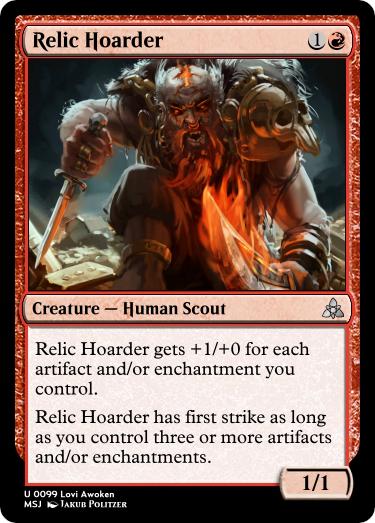 Relic Hoarder 1
Creature — Human Scout
Relic Hoarder gets +1/+0 for each
artifact and/or enchantment you
control.
Relic Hoarder has first strike as long
as you control three or more artifacts
and/or enchantments.
1/1
U 0099 Lovi Awoken
MSJ Jakub Politzer